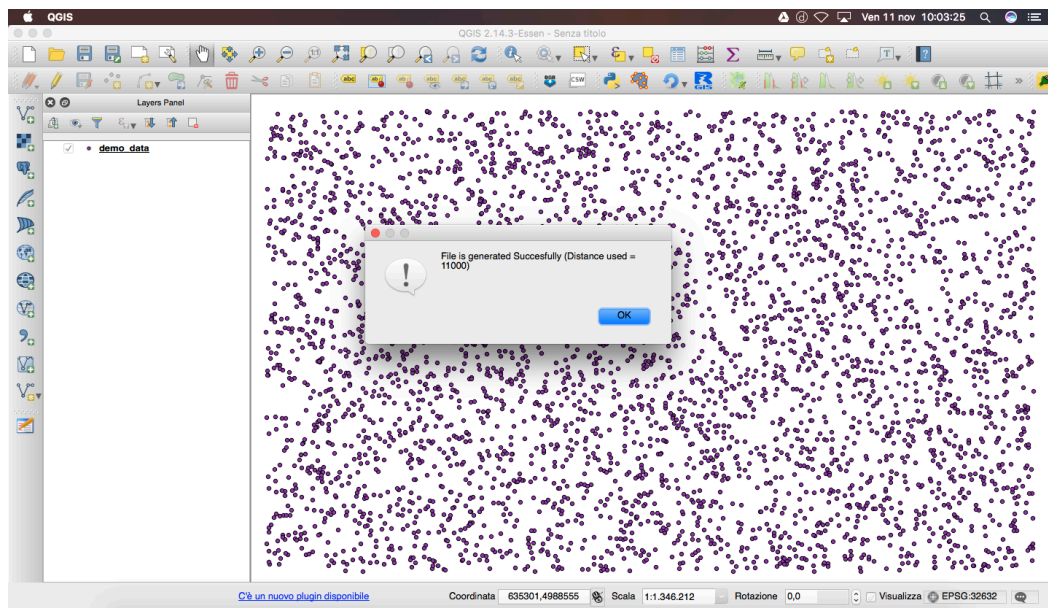 QGIS
Ven 11 nov 10:03:25
QGIS 2.14.3-Essen - Senza titolo
Layers Panel
demo_data
File is generated Succesfully (Distance used =
11000)
OK
C'è un nuovo plugin disponibile
Coordinata 635301,4988555 Scala 1:1.346.212 Rotazione 0,0 Visualizza EPSG:32632